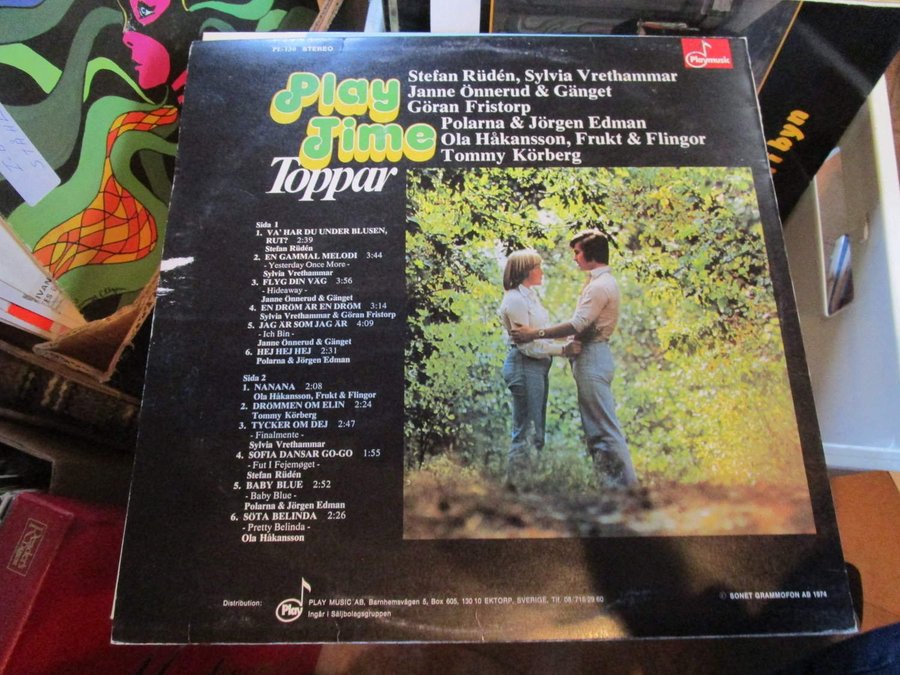 PL-136 STEREO
Playmusic
Play
Time
Toppar
Stefan Rüdén, Sylvia Vrethammar
Janne Önnerud & Gänget
Göran Fristorp
Polarna & Jörgen Edman
Ola Håkansson, Frukt & Flingor
Tommy Körberg
Sida 1
1. VA' HAR DU UNDER BLUSEN,
RUT? 2:39
Stefan Rüdén
2. EN GAMMAL MELODI 3:44
- Yesterday Once More -
Sylvia Vrethammar
3. FLYG DIN VÄG 3:56
- Hideaway -
Janne Önnerud & Gänget
4. EN DRÖM ÄR EN DRÖM 3:14
Sylvia Vrethammar & Göran Fristorp
5. JAG ÄR SOM JAG ÄR 4:09
- Ich Bin -
Janne Önnerud & Gänget
6. HEJ HEJ HEJ 2:31
Polarna & Jörgen Edman
Sida 2
1. NANANA 2:08
Ola Håkansson, Frukt & Flingor
2. DRÖMMEN OM ELIN 2:24
Tommy Körberg
3. TYCKER OM DEJ 2:47
- Finalmente -
Sylvia Vrethammar
4. SOFIA DANSAR GO-GO 1:55
- Fut I Fejemøget -
Stefan Rüdén
5. BABY BLUE 2:52
- Baby Blue -
Polarna & Jörgen Edman
6. SÖTA BELINDA 2:26
- Pretty Belinda -
Ola Håkansson
Distribution:
Play
PLAY MUSIC AB, Barnhemsvägen 5, Box 605, 130 10 EKTORP, SVERIGE, Tlf. 08/716 29 60
Ingår i Säljbolagsgruppen
© SONET GRAMMOFON AB 1974
byn